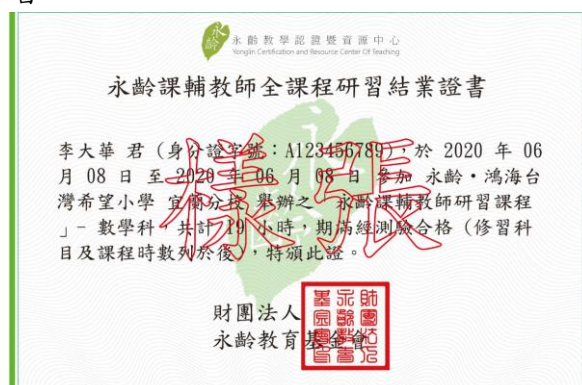 永齡
永齡教學認證暨資源中心
Yonglin Certification and Resource Center Of Teaching
永齡課輔教師全課程研習結業證書
李大華 君 (身分證字號：A123456789)，於 2020 年 06
月 08 日 至 2020 年 06 月 08 日 參加 永齡・鴻海台
灣希望小學 宜蘭分校 舉辦之 永齡課輔教師研習課程
」- 數學科 共計 19 小時，期滿經測驗合格 (修習科
目及課程時數列於後)，特頒此證。
樣張
財團法人
永齡教育基金會